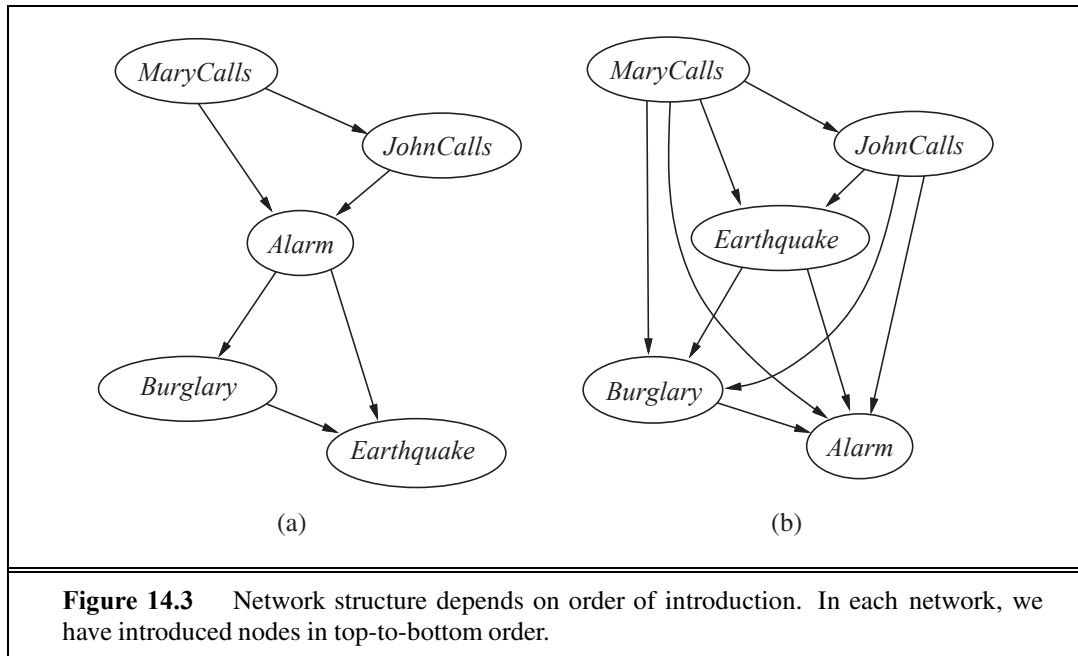 MaryCalls
JohnCalls
Alarm
Burglary
Earthquake
(a)
MaryCalls
JohnCalls
Earthquake
Burglary
Alarm
(b)
Figure 14.3 Network structure depends on order of introduction. In each network, we
have introduced nodes in top-to-bottom order.